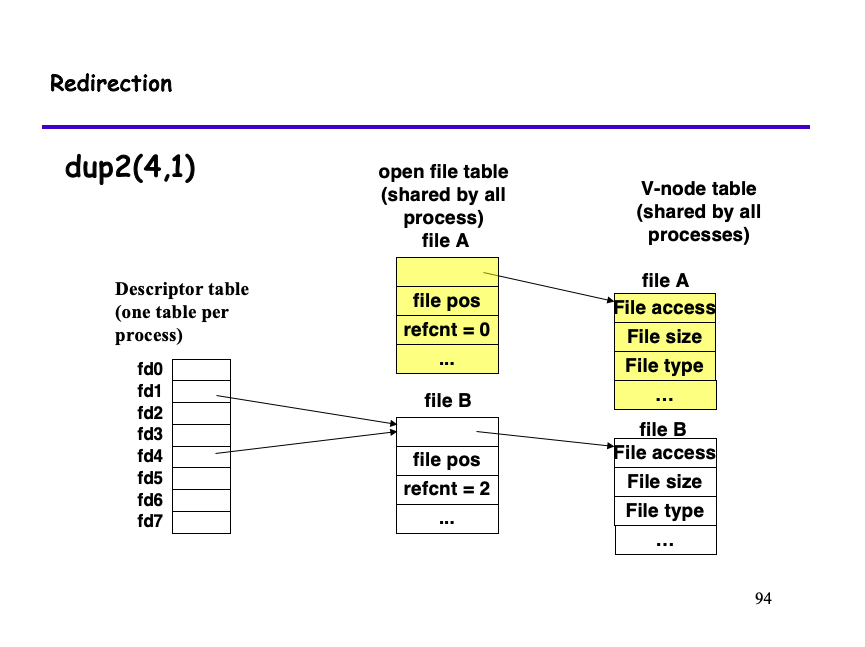 Redirection
dup2(4,1)
open file table
(shared by all
process)
file A
V-node table
(shared by all
processes)
Descriptor table
(one table per
process)
file pos
refcnt = 0
...
file A
File access
File size
File type
...
fd0
fd1
fd2
fd3
fd4
fd5
fd6
fd7
file B
file pos
refcnt = 2
...
file B
File access
File size
File type
...
94